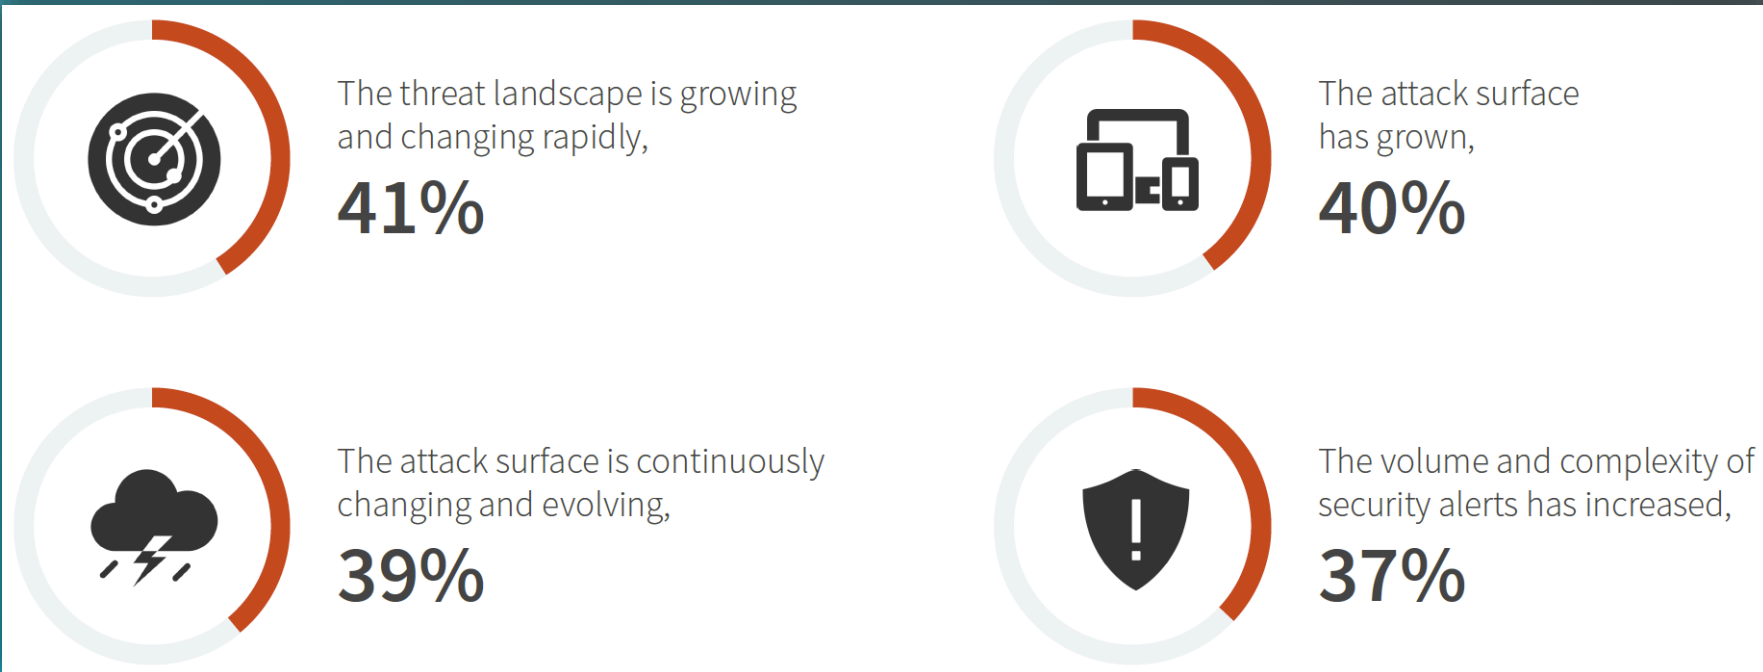 The threat landscape is growing
and changing rapidly,
41%
The attack surface
has grown,
40%
The attack surface is continuously
changing and evolving,
39%
The volume and complexity of
security alerts has increased,
37%